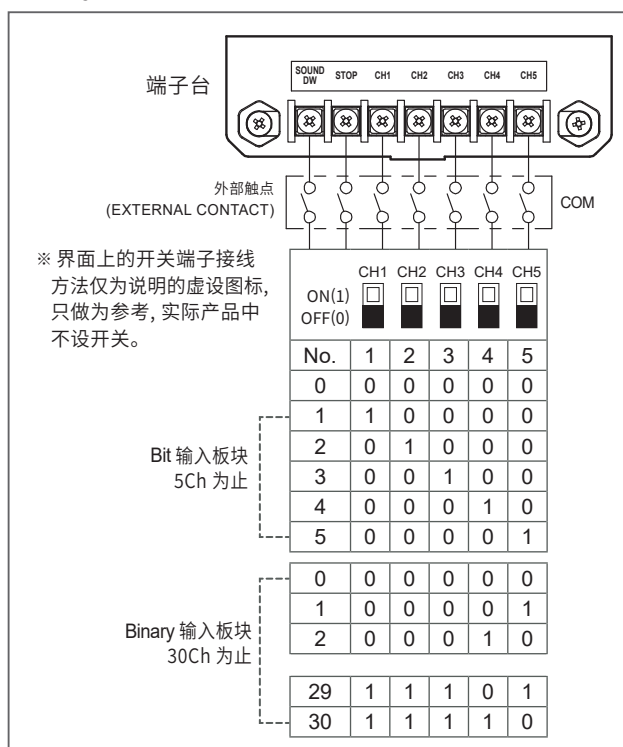 端子台
SOUND DW STOP CH1 CH2 CH3 CH4 CH5
外部触点
(EXTERNAL CONTACT)
COM
※ 界面上的开关端子接线
方法仅为说明的虚设图标,
只做为参考, 实际产品中
不设开关。
CH1 CH2 CH3 CH4 CH5
ON(1)
OFF(0)
No. 1 2 3 4 5
0 0 0 0 0 0
1 1 0 0 0 0
2 0 1 0 0 0
3 0 0 1 0 0
4 0 0 0 1 0
5 0 0 0 0 1
Bit 输入板块
5Ch 为止
0 0 0 0 0 0
1 0 0 0 0 1
2 0 0 0 1 0
Binary 输入板块
30Ch 为止
29 1 1 1 0 1
30 1 1 1 1 0